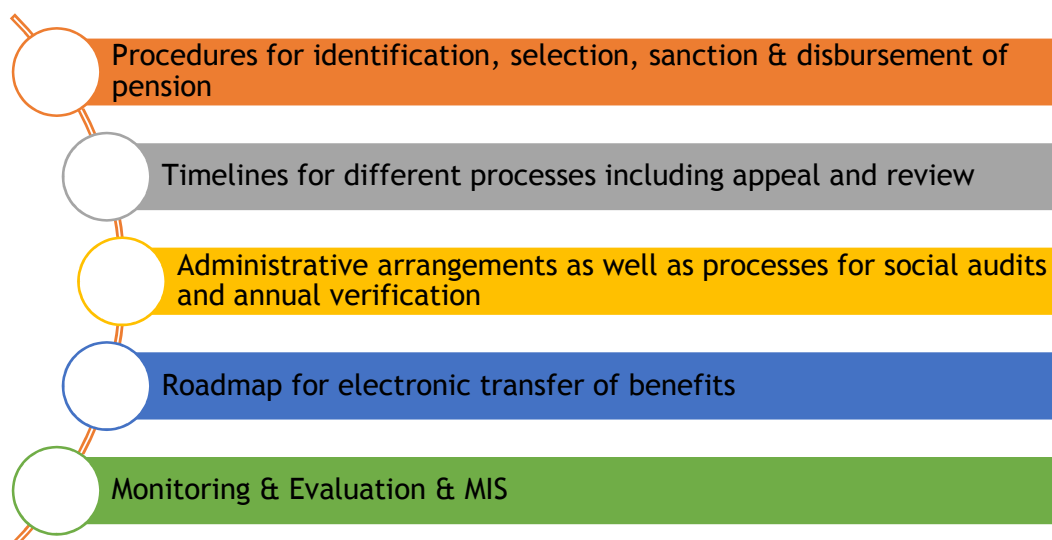 Procedures for identification, selection, sanction & disbursement of
pension
Timelines for different processes including appeal and review
Administrative arrangements as well as processes for social audits
and annual verification
Roadmap for electronic transfer of benefits
Monitoring & Evaluation & MIS